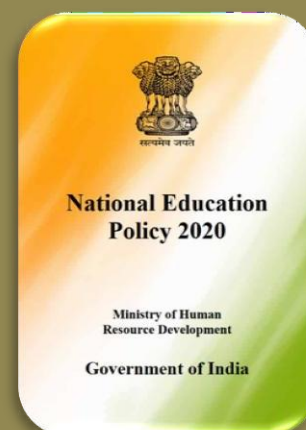 सत्यमेव जयते
National Education
Policy 2020
Ministry of Human
Resource Development
Government of India